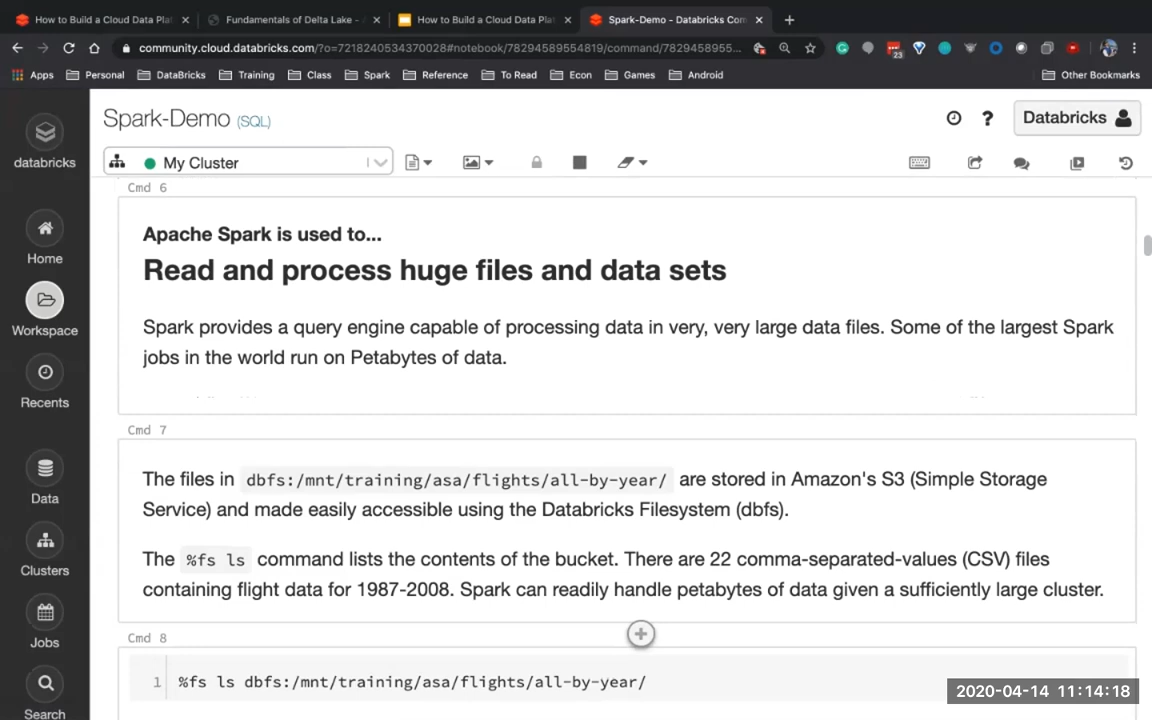 How to Build a Cloud Data Plat
Fundamentals of Delta Lake -
How to Build a Cloud Data Plat
Spark-Demo - Databricks Com
community.cloud.databricks.com/?o=7218240534370028#notebook/78294589554819/command/7829458955...
23
Apps Personal DataBricks Training Class Spark Reference To Read Econ Games Android Other Bookmarks
databricks
Home
Workspace
Recents
Data
Clusters
Jobs
Search
Spark-Demo (SQL)
? Databricks
My Cluster
Cmd 6
Apache Spark is used to...
Read and process huge files and data sets
Spark provides a query engine capable of processing data in very, very large data files. Some of the largest Spark
jobs in the world run on Petabytes of data.
Cmd 7
The files in dbfs:/mnt/training/asa/flights/all-by-year/ are stored in Amazon's S3 (Simple Storage
Service) and made easily accessible using the Databricks Filesystem (dbfs).
The %fs ls command lists the contents of the bucket. There are 22 comma-separated-values (CSV) files
containing flight data for 1987-2008. Spark can readily handle petabytes of data given a sufficiently large cluster.
Cmd 8
1 %fs ls dbfs:/mnt/training/asa/flights/all-by-year/
2020-04-14 11:14:18